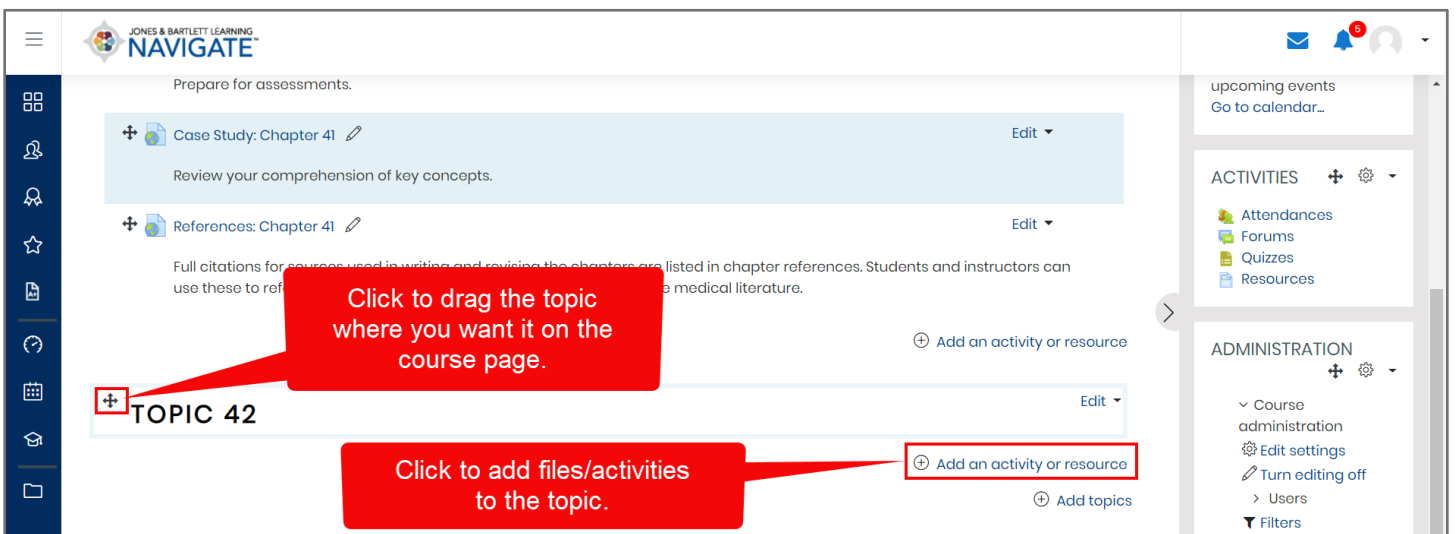 JONES & BARTLETT LEARNING
NAVIGATE™
5
Prepare for assessments.
Case Study: Chapter 41
Edit
Review your comprehension of key concepts.
References: Chapter 41
Edit
Full citations for sources used in writing and revising the chapters are listed in chapter references. Students and instructors can
use these to ref
medical literature.
Click to drag the topic
where you want it on the
course page.
Add an activity or resource
TOPIC 42
Edit
Add an activity or resource
Click to add files/activities
to the topic.
Add topics
upcoming events
Go to calendar...
ACTIVITIES
Attendances
Forums
Quizzes
Resources
ADMINISTRATION
Course
administration
Edit settings
Turn editing off
Users
Filters